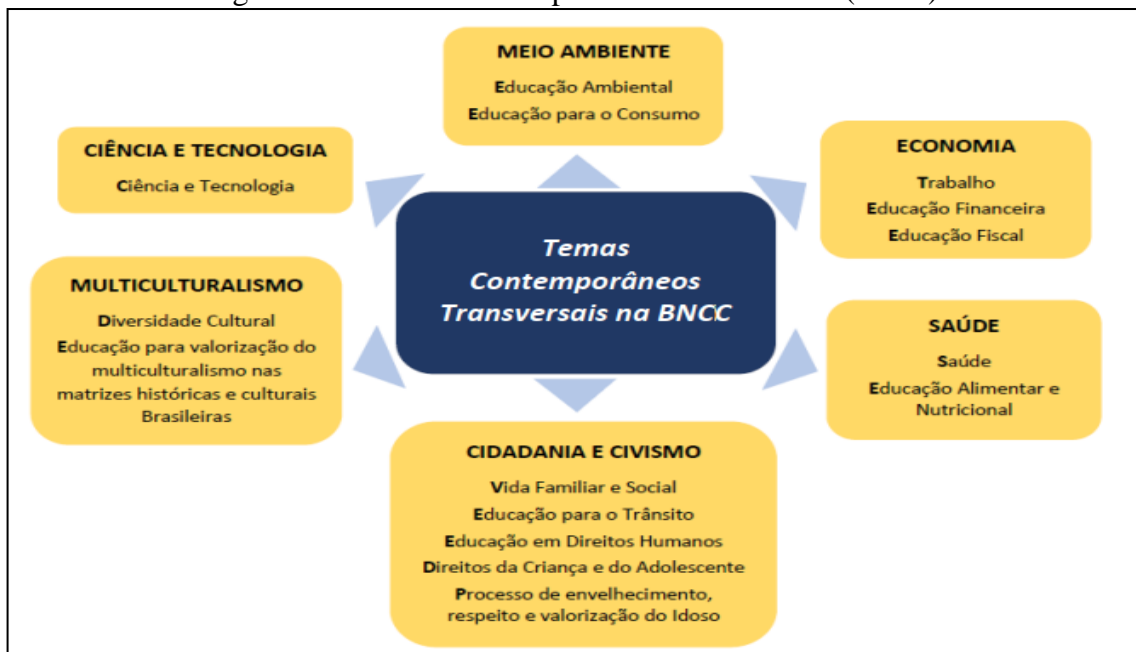 MEIO AMBIENTE
Educação Ambiental
Educação para o Consumo
CIÊNCIA E TECNOLOGIA
Ciência e Tecnologia
ECONOMIA
Trabalho
Educação Financeira
Educação Fiscal
Temas
Contemporâneos
Transversais na BNCC
MULTICULTURALISMO
Diversidade Cultural
Educação para valorização do
multiculturalismo nas
matrizes históricas e culturais
Brasileiras
SAÚDE
Saúde
Educação Alimentar e
Nutricional
CIDADANIA E CIVISMO
Vida Familiar e Social
Educação para o Trânsito
Educação em Direitos Humanos
Direitos da Criança e do Adolescente
Processo de envelhecimento,
respeito e valorização do Idoso